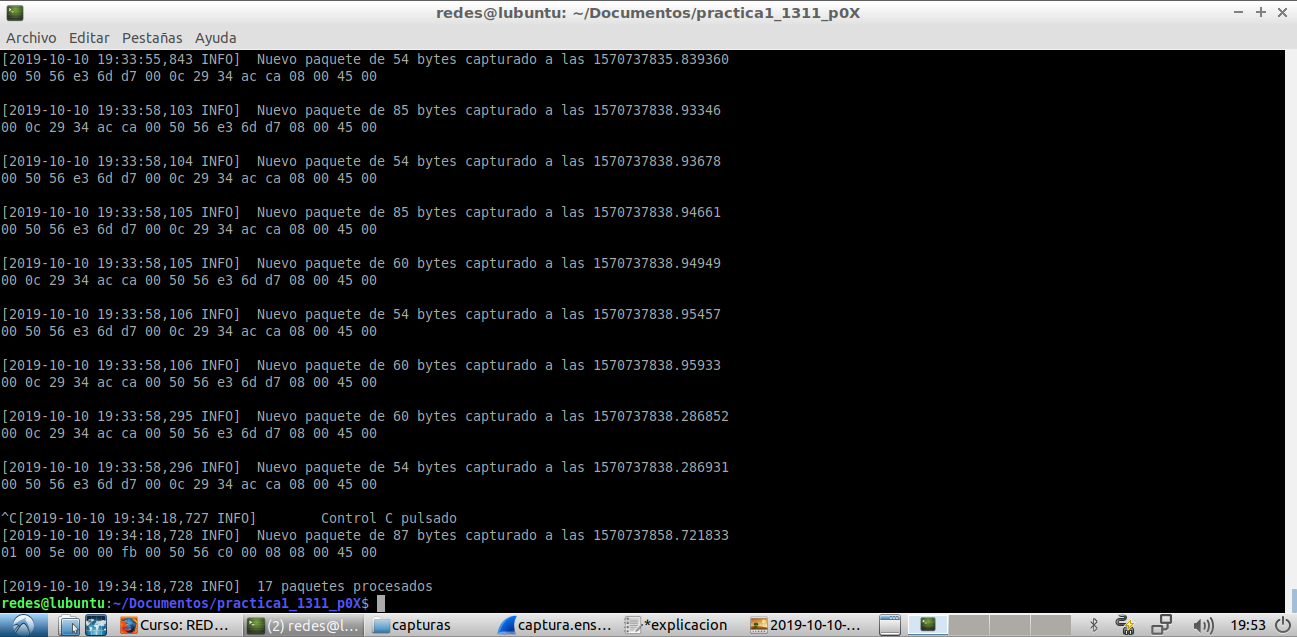 redes@lubuntu: ~/Documentos/practica1_1311_p0X
Archivo Editar Pestañas Ayuda
[2019-10-10 19:33:55,843 INFO]  Nuevo paquete de 54 bytes capturado a las 1570737835.839360
00 50 56 e3 6d d7 00 0c 29 34 ac ca 08 00 45 00
[2019-10-10 19:33:58,103 INFO]  Nuevo paquete de 85 bytes capturado a las 1570737838.93346
00 0c 29 34 ac ca 00 50 56 e3 6d d7 08 00 45 00
[2019-10-10 19:33:58,104 INFO]  Nuevo paquete de 54 bytes capturado a las 1570737838.93678
00 50 56 e3 6d d7 00 0c 29 34 ac ca 08 00 45 00
[2019-10-10 19:33:58,105 INFO]  Nuevo paquete de 85 bytes capturado a las 1570737838.94661
00 50 56 e3 6d d7 00 0c 29 34 ac ca 08 00 45 00
[2019-10-10 19:33:58,105 INFO]  Nuevo paquete de 60 bytes capturado a las 1570737838.94949
00 0c 29 34 ac ca 00 50 56 e3 6d d7 08 00 45 00
[2019-10-10 19:33:58,106 INFO]  Nuevo paquete de 54 bytes capturado a las 1570737838.95457
00 50 56 e3 6d d7 00 0c 29 34 ac ca 08 00 45 00
[2019-10-10 19:33:58,106 INFO]  Nuevo paquete de 60 bytes capturado a las 1570737838.95933
00 0c 29 34 ac ca 00 50 56 e3 6d d7 08 00 45 00
[2019-10-10 19:33:58,295 INFO]  Nuevo paquete de 60 bytes capturado a las 1570737838.286852
00 0c 29 34 ac ca 00 50 56 e3 6d d7 08 00 45 00
[2019-10-10 19:33:58,296 INFO]  Nuevo paquete de 54 bytes capturado a las 1570737838.286931
00 50 56 e3 6d d7 00 0c 29 34 ac ca 08 00 45 00
^C[2019-10-10 19:34:18,727 INFO]        Control C pulsado
[2019-10-10 19:34:18,728 INFO]  Nuevo paquete de 87 bytes capturado a las 1570737858.721833
01 00 5e 00 00 fb 00 50 56 c0 00 08 08 00 45 00
[2019-10-10 19:34:18,728 INFO]  17 paquetes procesados
redes@lubuntu:~/Documentos/practica1_1311_p0X$
Curso: RED... (2) redes@l... capturas captura.ens... *explicacion 2019-10-10-... 19:53